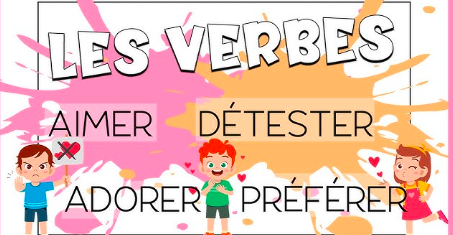 LES VERBES
AIMER DÉTESTER
ADORER PRÉFÉRER